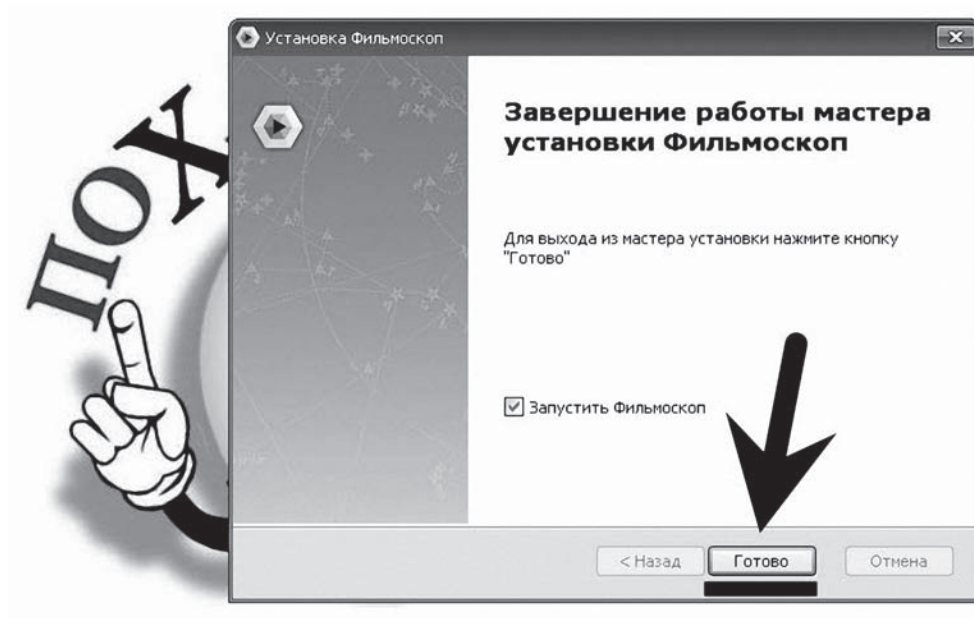 ПОХ
Установка Фильмоскоп
Завершение работы мастера
установки Фильмоскоп
Для выхода из мастера установки нажмите кнопку
"Готово"
Запустить Фильмоскоп
< Назад
Готово
Отмена